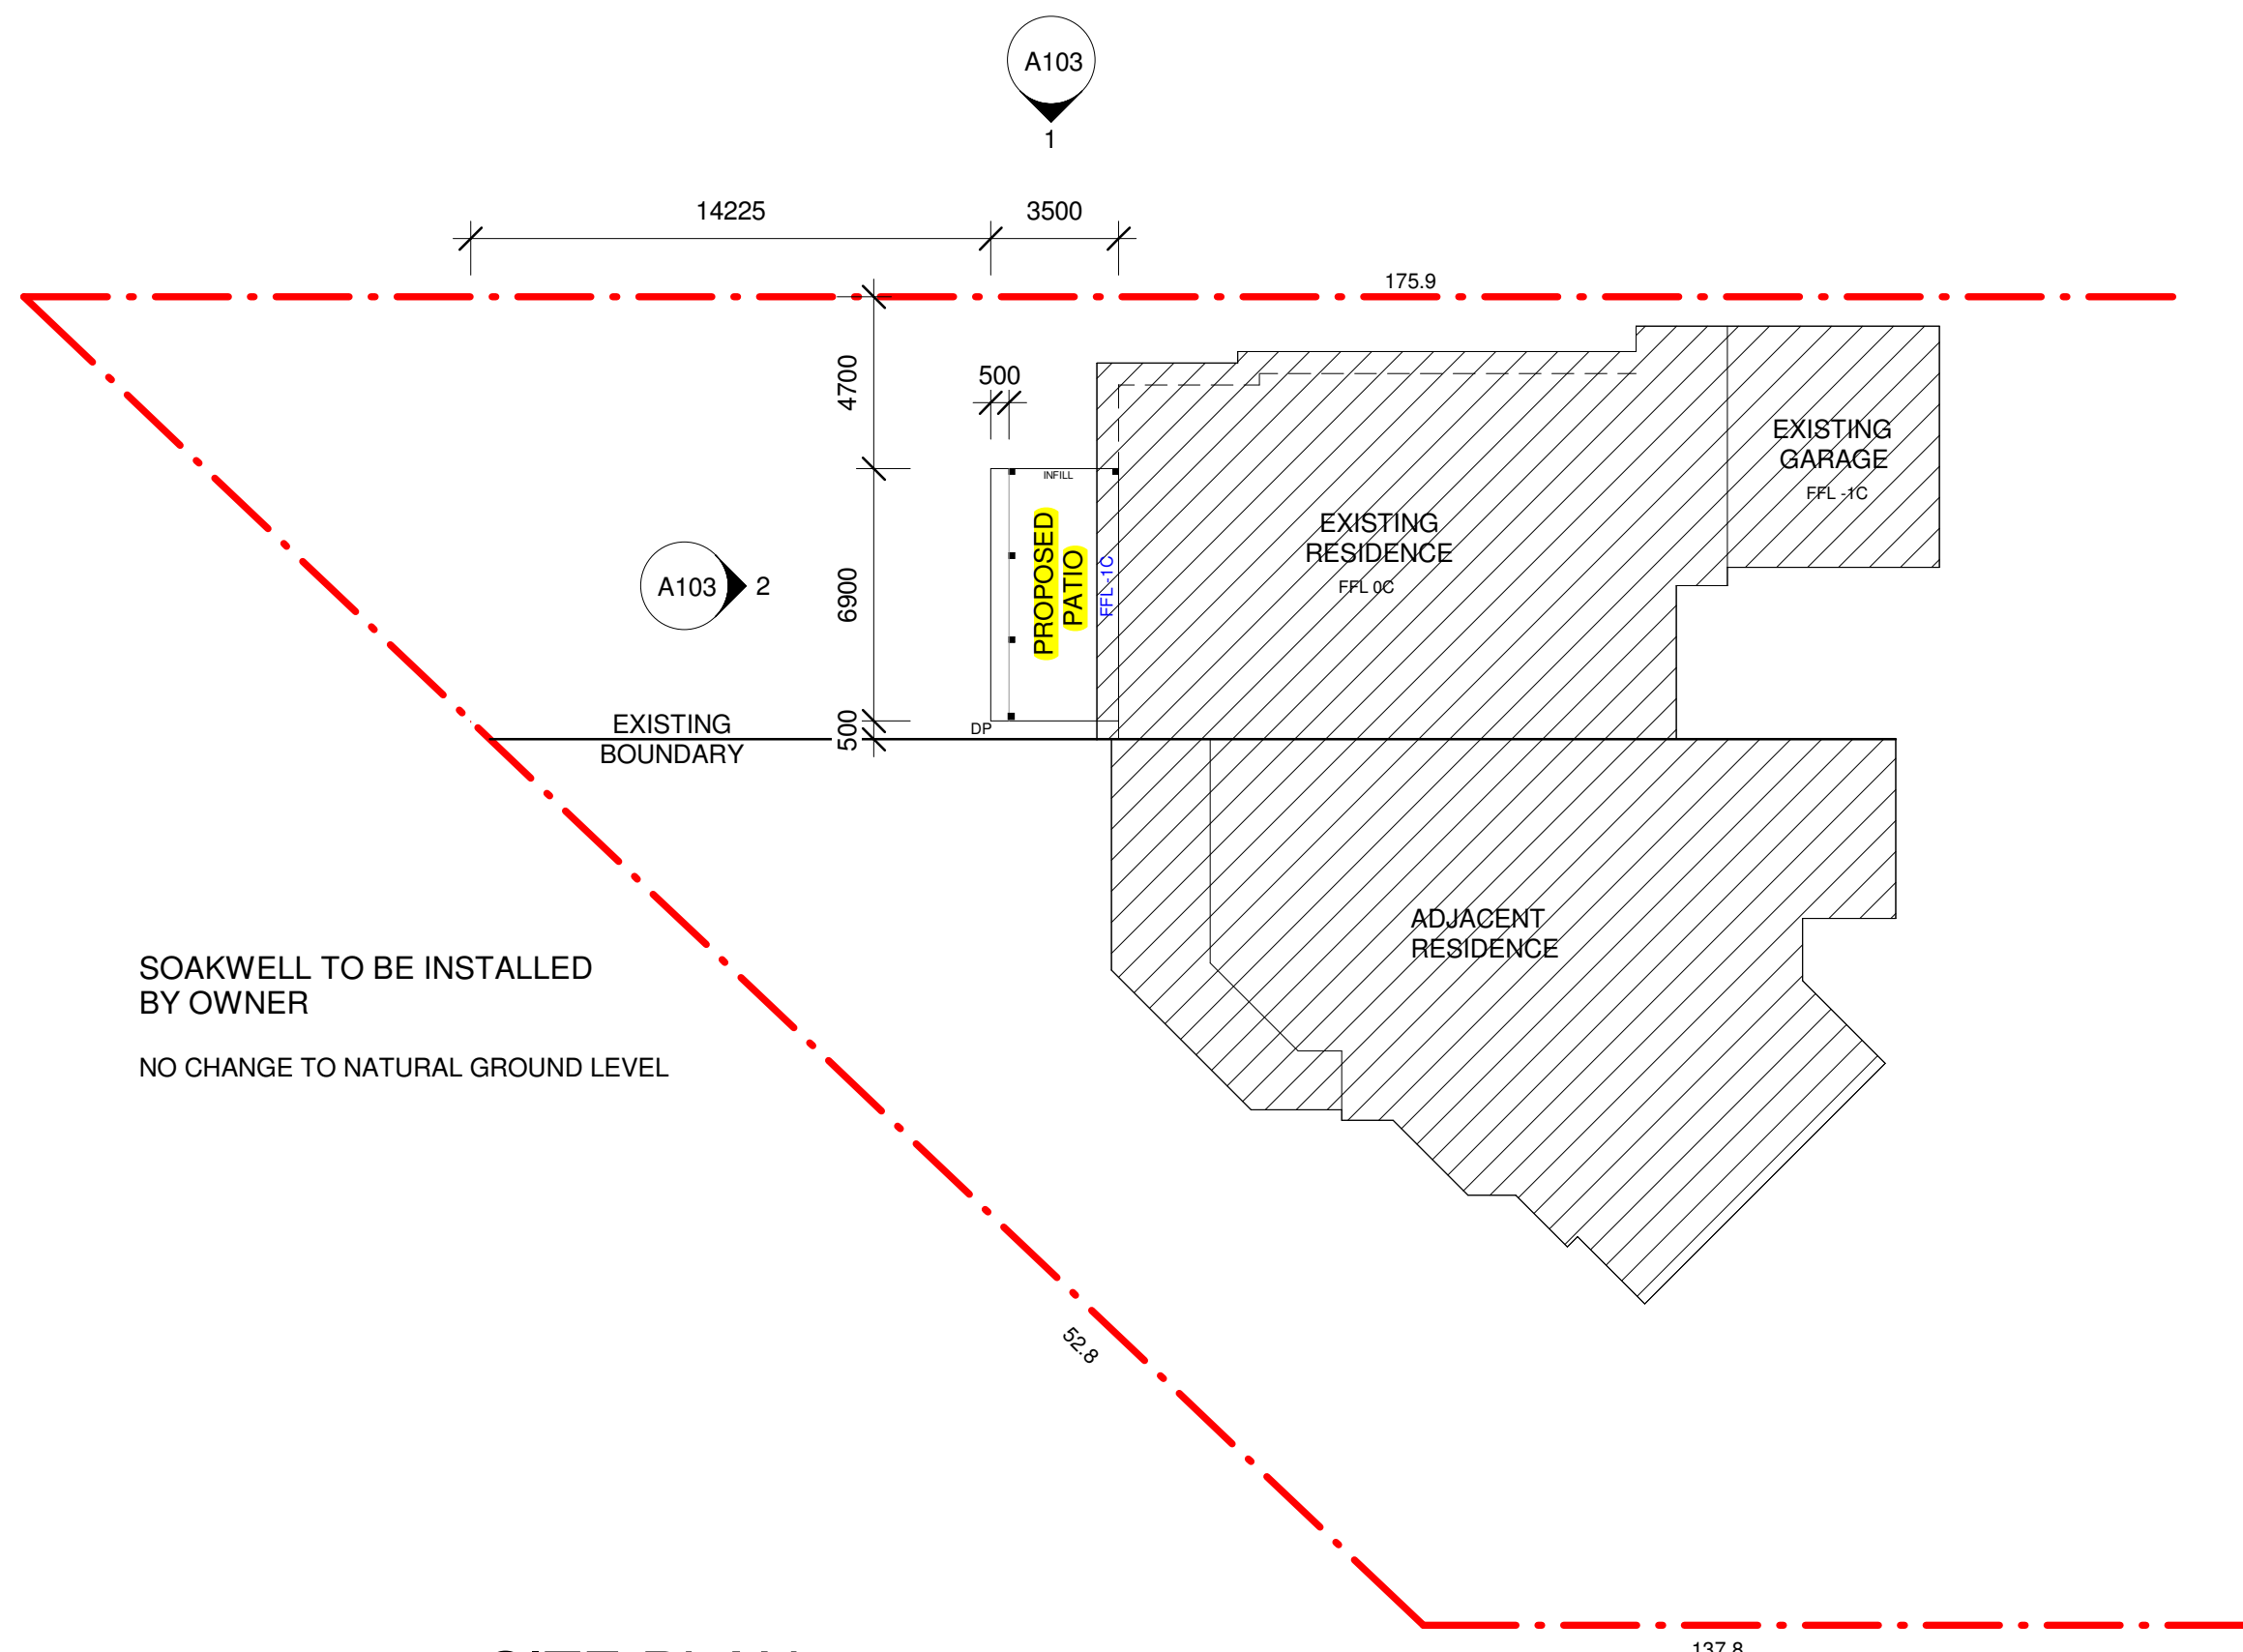 A103
1
14225
3500
175.9
4700
500
INFILL
EXISTING
GARAGE
FFL -1C
EXISTING
RESIDENCE
FFL 0C
PROPOSED
PATIO
FFL-1C
A103
2
6900
500
DP
EXISTING
BOUNDARY
ADJACENT
RESIDENCE
SOAKWELL TO BE INSTALLED
BY OWNER
NO CHANGE TO NATURAL GROUND LEVEL
52.8
137.8